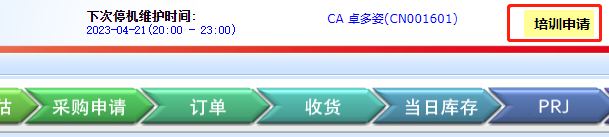 下次停机维护时间:
2023-04-21(20:00 - 23:00)
CA 卓多姿(CN001601)
培训申请
估
采购申请
订单
收货
当日库存
PRJ